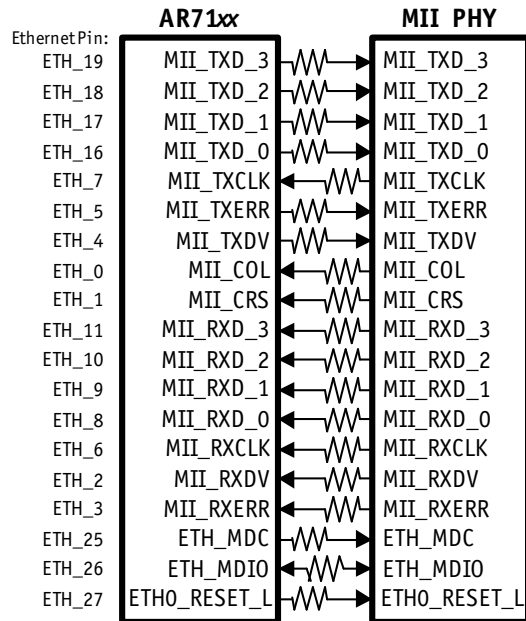 AR71xx MII PHY
Ethernet Pin:
ETH_19 MII_TXD_3 MII_TXD_3
ETH_18 MII_TXD_2 MII_TXD_2
ETH_17 MII_TXD_1 MII_TXD_1
ETH_16 MII_TXD_0 MII_TXD_0
ETH_7 MII_TXCLK MII_TXCLK
ETH_5 MII_TXERR MII_TXERR
ETH_4 MII_TXDV MII_TXDV
ETH_0 MII_COL MII_COL
ETH_1 MII_CRS MII_CRS
ETH_11 MII_RXD_3 MII_RXD_3
ETH_10 MII_RXD_2 MII_RXD_2
ETH_9 MII_RXD_1 MII_RXD_1
ETH_8 MII_RXD_0 MII_RXD_0
ETH_6 MII_RXCLK MII_RXCLK
ETH_2 MII_RXDV MII_RXDV
ETH_3 MII_RXERR MII_RXERR
ETH_25 ETH_MDC ETH_MDC
ETH_26 ETH_MDIO ETH_MDIO
ETH_27 ETH0_RESET_L ETH0_RESET_L